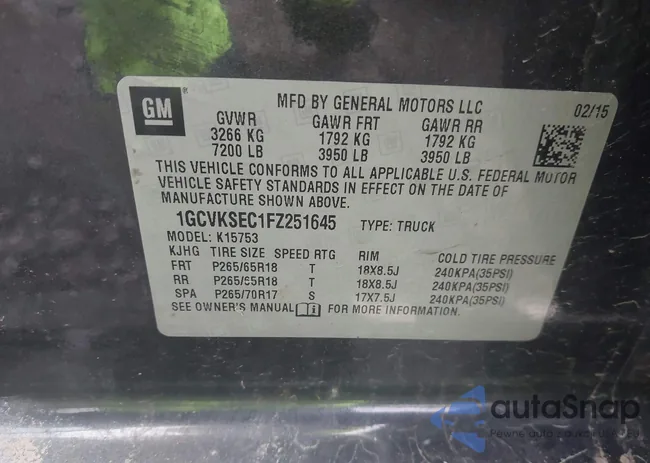 GM
MFD BY GENERAL MOTORS LLC
02/15
GVWR GAWR FRT GAWR RR
3266 KG 1792 KG 1792 KG
7200 LB 3950 LB 3950 LB
THIS VEHICLE CONFORMS TO ALL APPLICABLE U.S. FEDERAL MOTOR
VEHICLE SAFETY STANDARDS IN EFFECT ON THE DATE OF
MANUFACTURE SHOWN ABOVE.
1GCVKSEC1FZ251645 TYPE: TRUCK
MODEL: K15753
KJHG TIRE SIZE SPEED RTG RIM COLD TIRE PRESSURE
FRT P265/65R18 T 18X8.5J 240KPA(35PSI)
RR P265/65R18 T 18X8.5J 240KPA(35PSI)
SPA P265/70R17 S 17X7.5J 240KPA(35PSI)
SEE OWNER'S MANUAL FOR MORE INFORMATION.
autaSnap